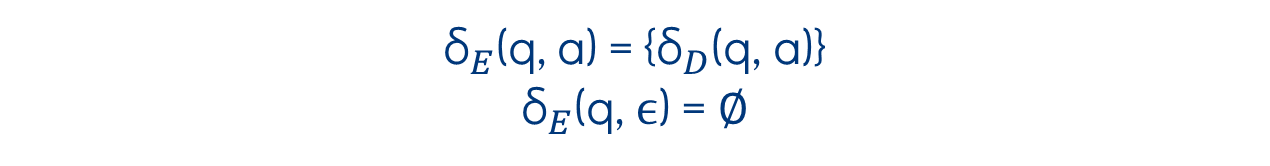 δ_E(q, a) = {δ_D(q, a)}
δ_E(q, ϵ) = Ø